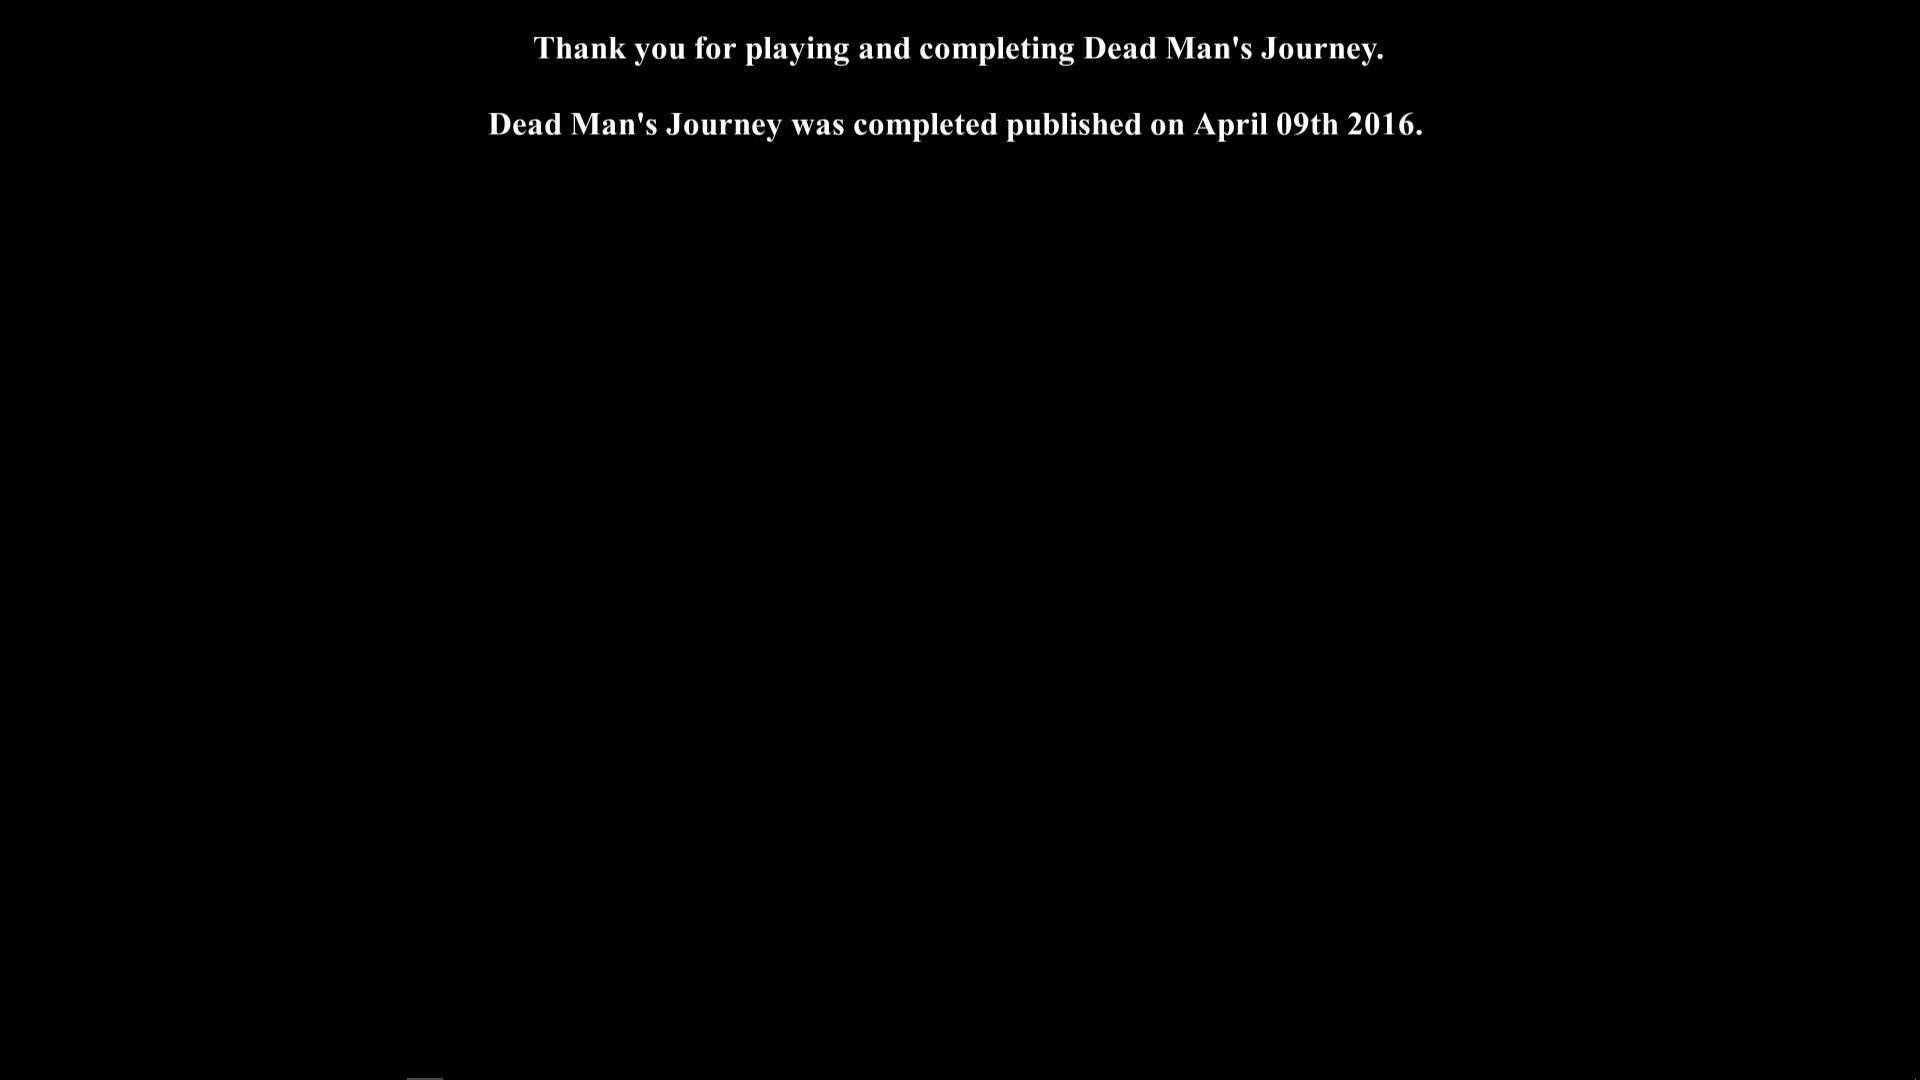 Thank you for playing and completing Dead Man's Journey.
Dead Man's Journey was completed published on April 09th 2016.